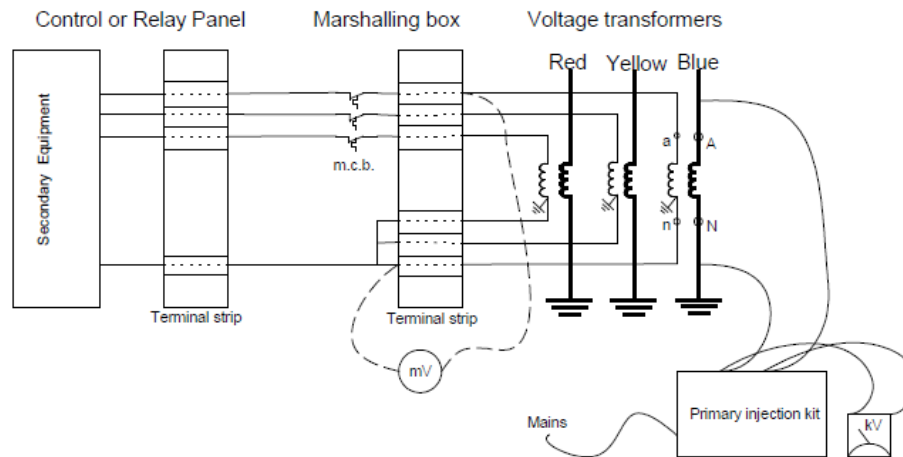 Control or Relay Panel
Marshalling box
Voltage transformers
Red
Yellow
Blue
Secondary Equipment
m.c.b.
a
A
n
N
Terminal strip
Terminal strip
mV
Mains
Primary injection kit
kV